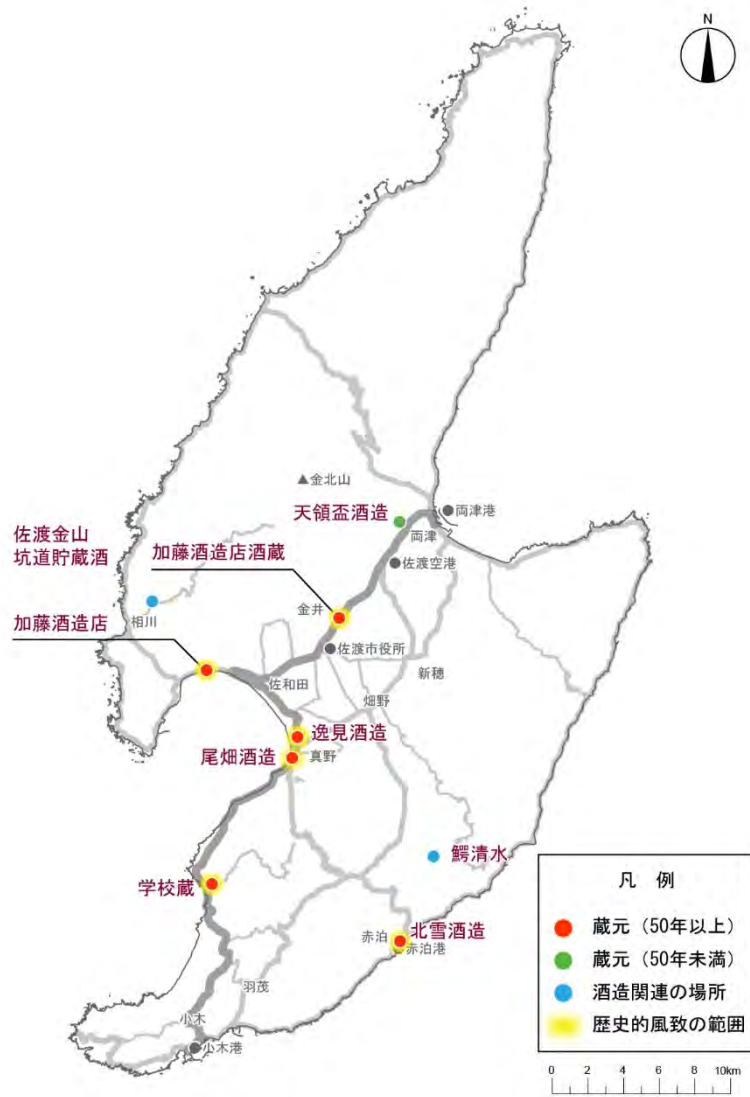 N
金北山
天領盃酒造
両津港
両津
佐渡空港
佐渡金山
坑道貯蔵酒
加藤酒造店酒蔵
金井
相川
加藤酒造店
佐渡市役所
新穂
佐和田
畑野
逸見酒造
尾畑酒造
真野
鰐清水
学校蔵
北雪酒造
赤泊
赤泊港
羽茂
小木
小木港
凡 例
蔵元（50年以上）
蔵元（50年未満）
酒造関連の場所
歴史的風致の範囲
0 2 4 6 8 10km